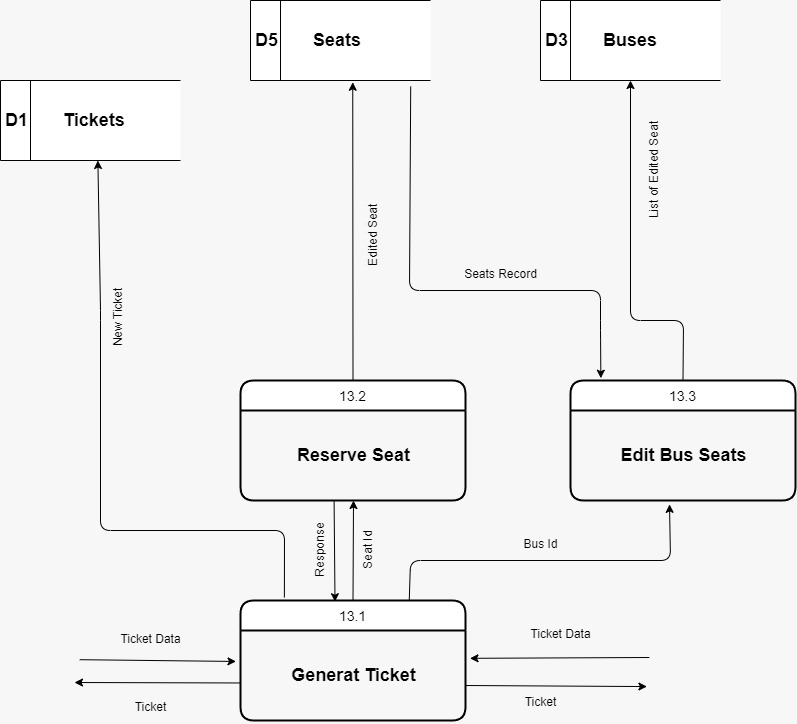 D5 Seats
D3 Buses
D1 Tickets
List of Edited Seat
Edited Seat
Seats Record
New Ticket
13.2
Reserve Seat
13.3
Edit Bus Seats
Response
Seat Id
Bus Id
13.1
Generat Ticket
Ticket Data
Ticket
Ticket Data
Ticket